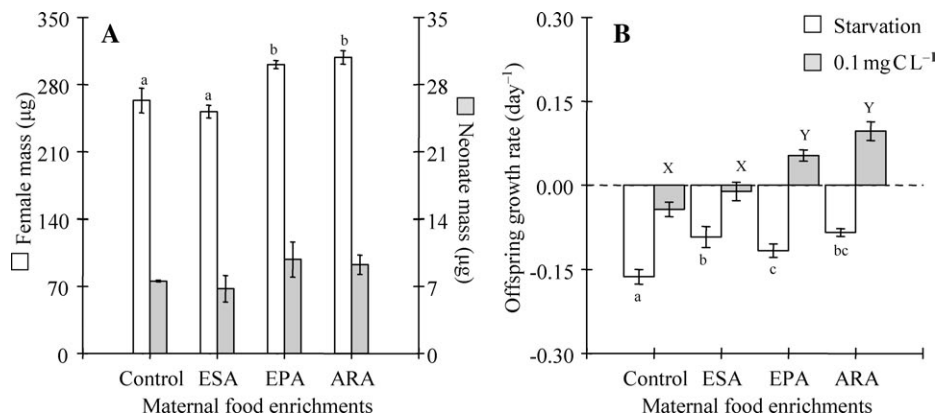 A
35
350
280
210
140
70
0
Female mass (µg)
a
a
b
b
35
28
21
14
7
0
Neonate mass (µg)
Control ESA EPA ARA
Maternal food enrichments
B
Starvation
0.1 mg C L⁻¹
0.30
0.15
0.00
-0.15
-0.30
Offspring growth rate (day⁻¹)
X
X
Y
Y
a
b
c
bc
Control ESA EPA ARA
Maternal food enrichments